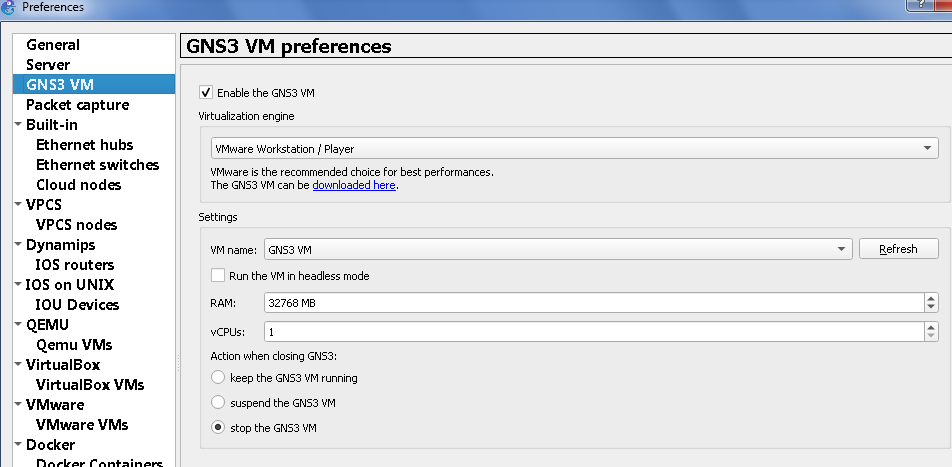 Preferences
?
General
Server
GNS3 VM
Packet capture
Built-in
Ethernet hubs
Ethernet switches
Cloud nodes
VPCS
VPCS nodes
Dynamips
IOS routers
IOS on UNIX
IOU Devices
QEMU
Qemu VMs
VirtualBox
VirtualBox VMs
VMware
VMware VMs
Docker
Docker Containers
GNS3 VM preferences
Enable the GNS3 VM
Virtualization engine
VMware Workstation / Player
VMware is the recommended choice for best performances.
The GNS3 VM can be downloaded here.
Settings
VM name: GNS3 VM Refresh
Run the VM in headless mode
RAM: 32768 MB
vCPUs: 1
Action when closing GNS3:
keep the GNS3 VM running
suspend the GNS3 VM
stop the GNS3 VM